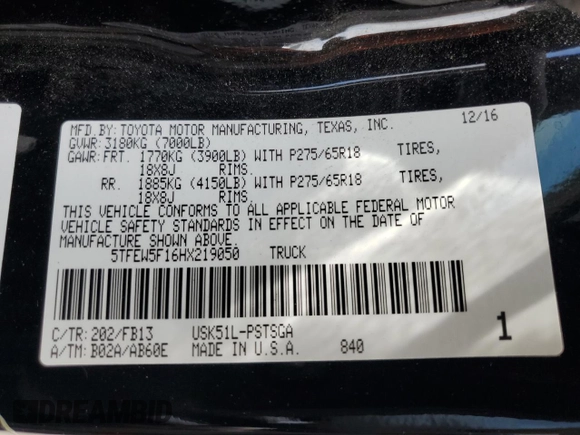 MFD.BY:TOYOTA MOTOR MANUFACTURING, TEXAS, INC. 12/16
GVWR:3180KG (7000LB)
GAWR:FRT. 1770KG (3900LB) WITH P275/65R18 TIRES,
18X8J RIMS.
RR. 1885KG (4150LB) WITH P275/65R18 TIRES,
18X8J RIMS.
THIS VEHICLE CONFORMS TO ALL APPLICABLE FEDERAL MOTOR
VEHICLE SAFETY STANDARDS IN EFFECT ON THE DATE OF
MANUFACTURE SHOWN ABOVE.
5TFEW5F16HX219050 TRUCK
C/TR:202/FB13 USK51L-PSTSGA 1
A/TM:B02A/AB60E MADE IN U.S.A. 840
DREAMBID